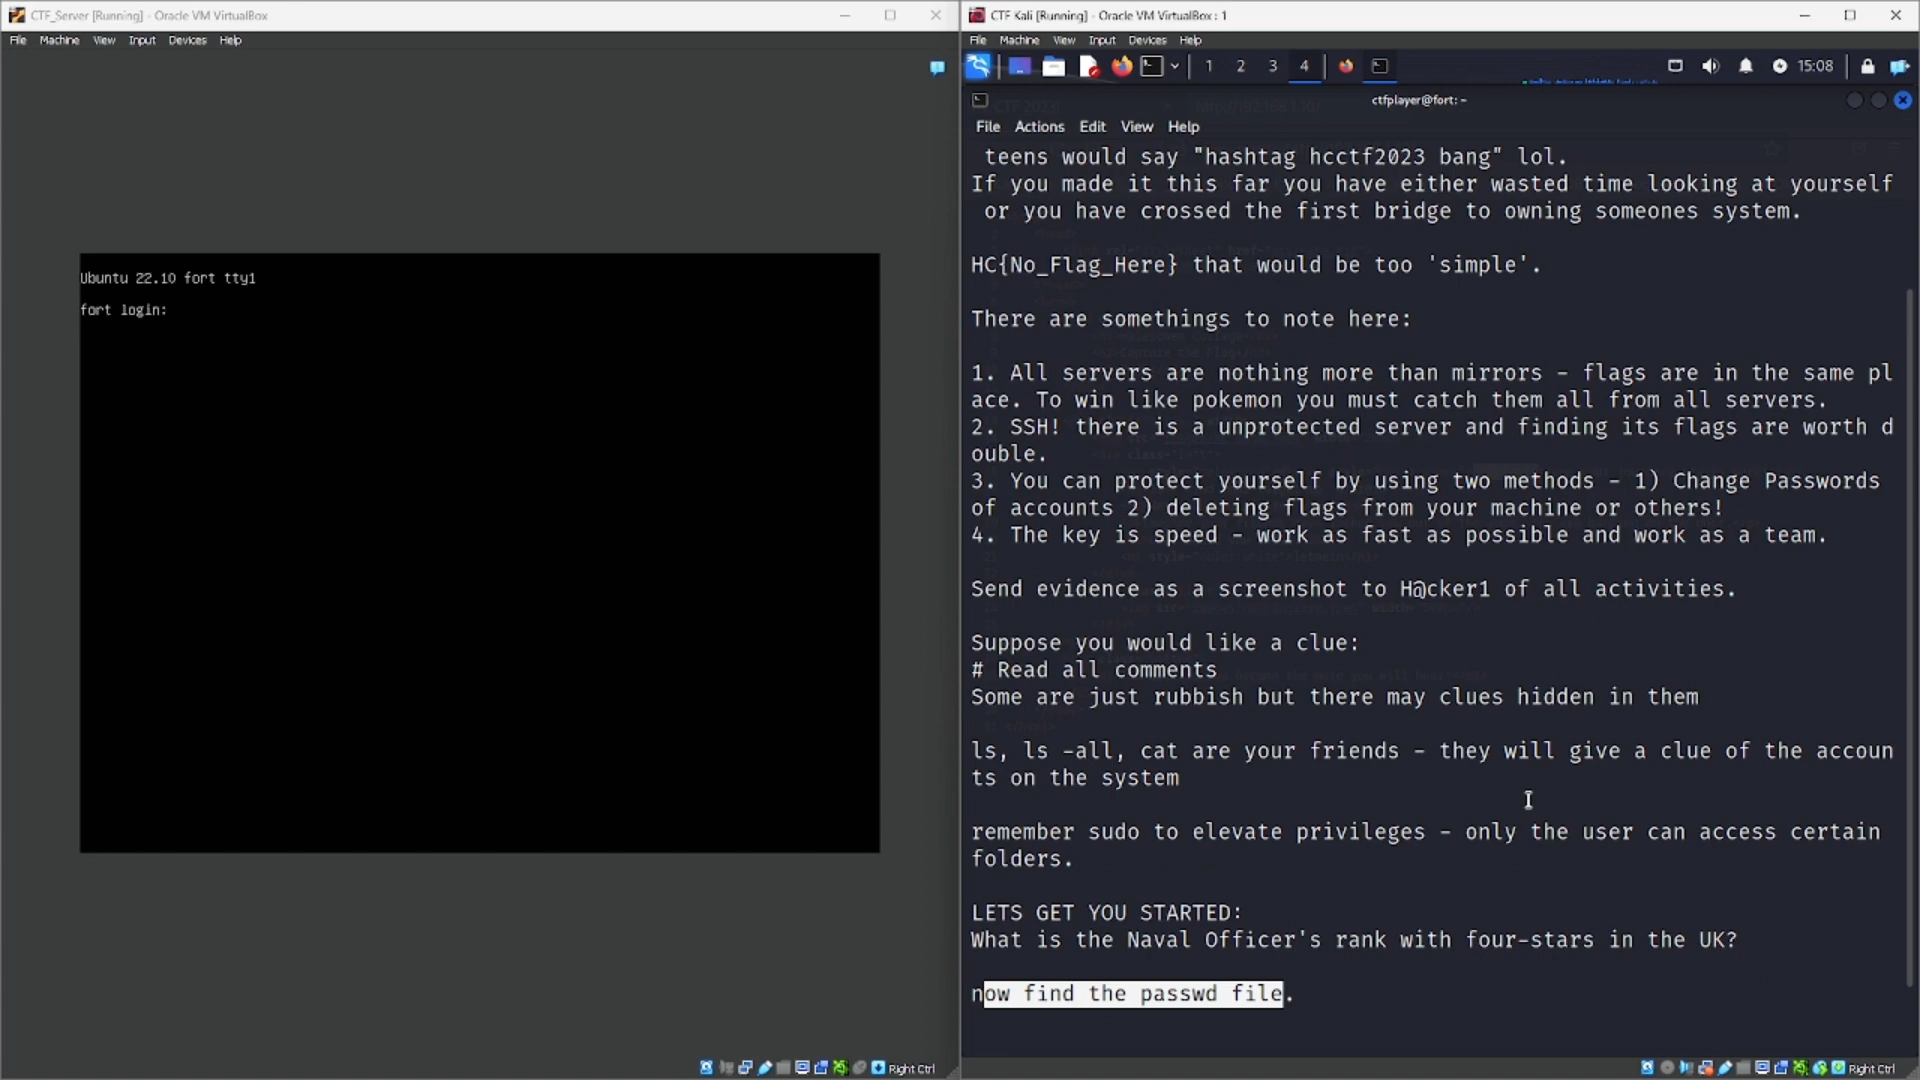 CTF_Server [Running] - Oracle VM VirtualBox
File Machine View Input Devices Help
Ubuntu 22.10 fort tty1
fort login:
Right Ctrl
CTF Kali [Running] - Oracle VM VirtualBox : 1
File Machine View Input Devices Help
1 2 3 4
15:08
ctfplayer@fort: ~
File Actions Edit View Help
teens would say "hashtag hcctf2023 bang" lol.
If you made it this far you have either wasted time looking at yourself
or you have crossed the first bridge to owning someones system.
HC{No_Flag_Here} that would be too 'simple'.
There are somethings to note here:
1. All servers are nothing more than mirrors - flags are in the same pl
ace. To win like pokemon you must catch them all from all servers.
2. SSH! there is a unprotected server and finding its flags are worth d
ouble.
3. You can protect yourself by using two methods - 1) Change Passwords
of accounts 2) deleting flags from your machine or others!
4. The key is speed - work as fast as possible and work as a team.
Send evidence as a screenshot to H@cker1 of all activities.
Suppose you would like a clue:
# Read all comments
Some are just rubbish but there may clues hidden in them
ls, ls -all, cat are your friends - they will give a clue of the accoun
ts on the system
remember sudo to elevate privileges - only the user can access certain
folders.
LETS GET YOU STARTED:
What is the Naval Officer's rank with four-stars in the UK?
now find the passwd file.
Right Ctrl